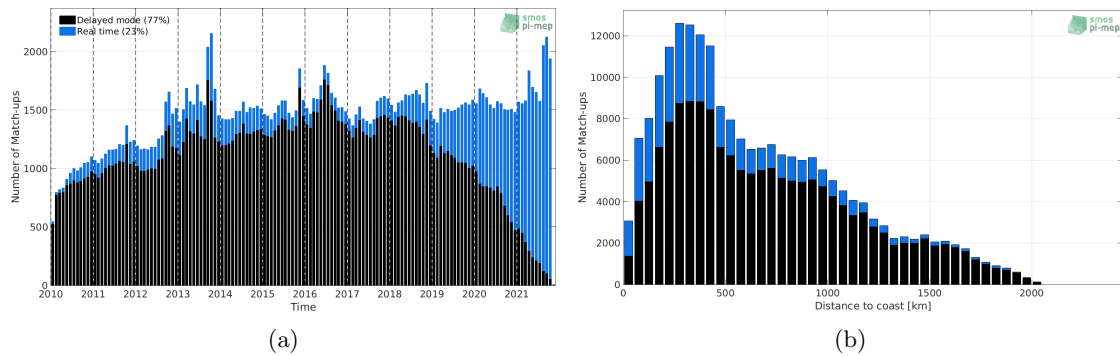 Delayed mode (77%)
Real time (23%)
smos
pi-mep
Number of Match-ups
2000
1500
1000
500
0
2010 2011 2012 2013 2014 2015 2016 2017 2018 2019 2020 2021
Time
(a)
smos
pi-mep
Number of Match-ups
12000
10000
8000
6000
4000
2000
0
0 500 1000 1500 2000
Distance to coast [km]
(b)